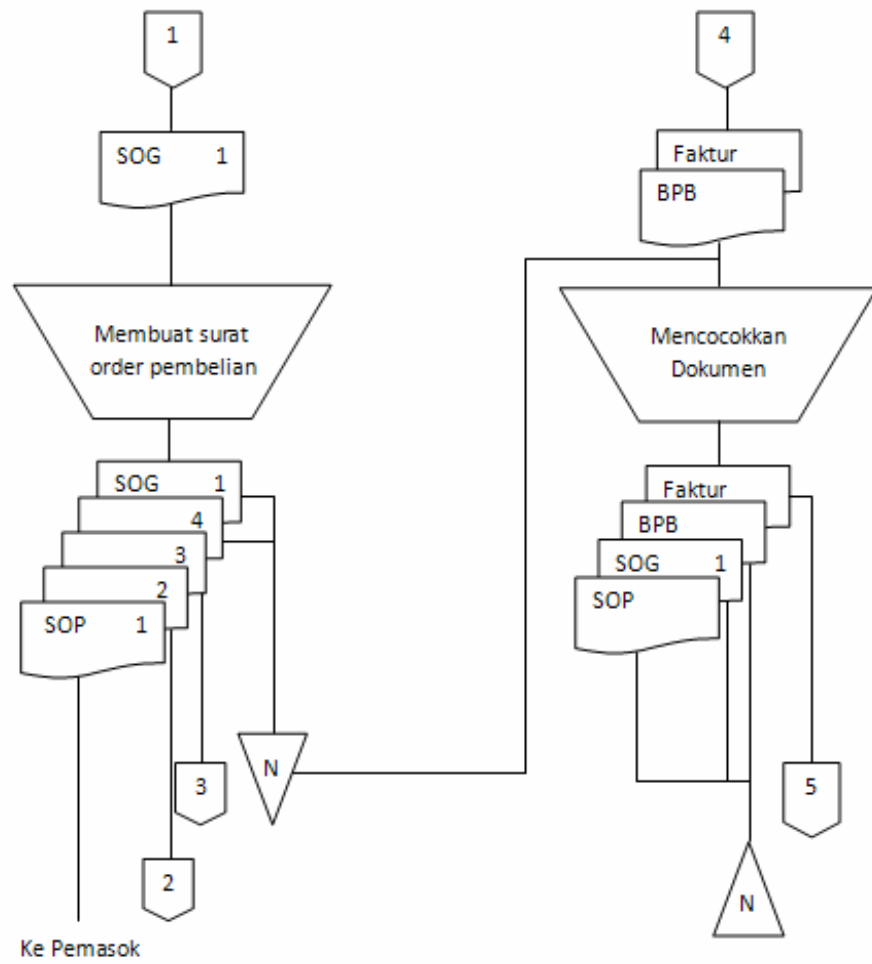 1
SOG 1
Membuat surat
order pembelian
SOG 1
4
3
2
SOP 1
N
3
2
Ke Pemasok
4
Faktur
BPB
Mencocokkan
Dokumen
Faktur
BPB
SOG 1
SOP
5
N